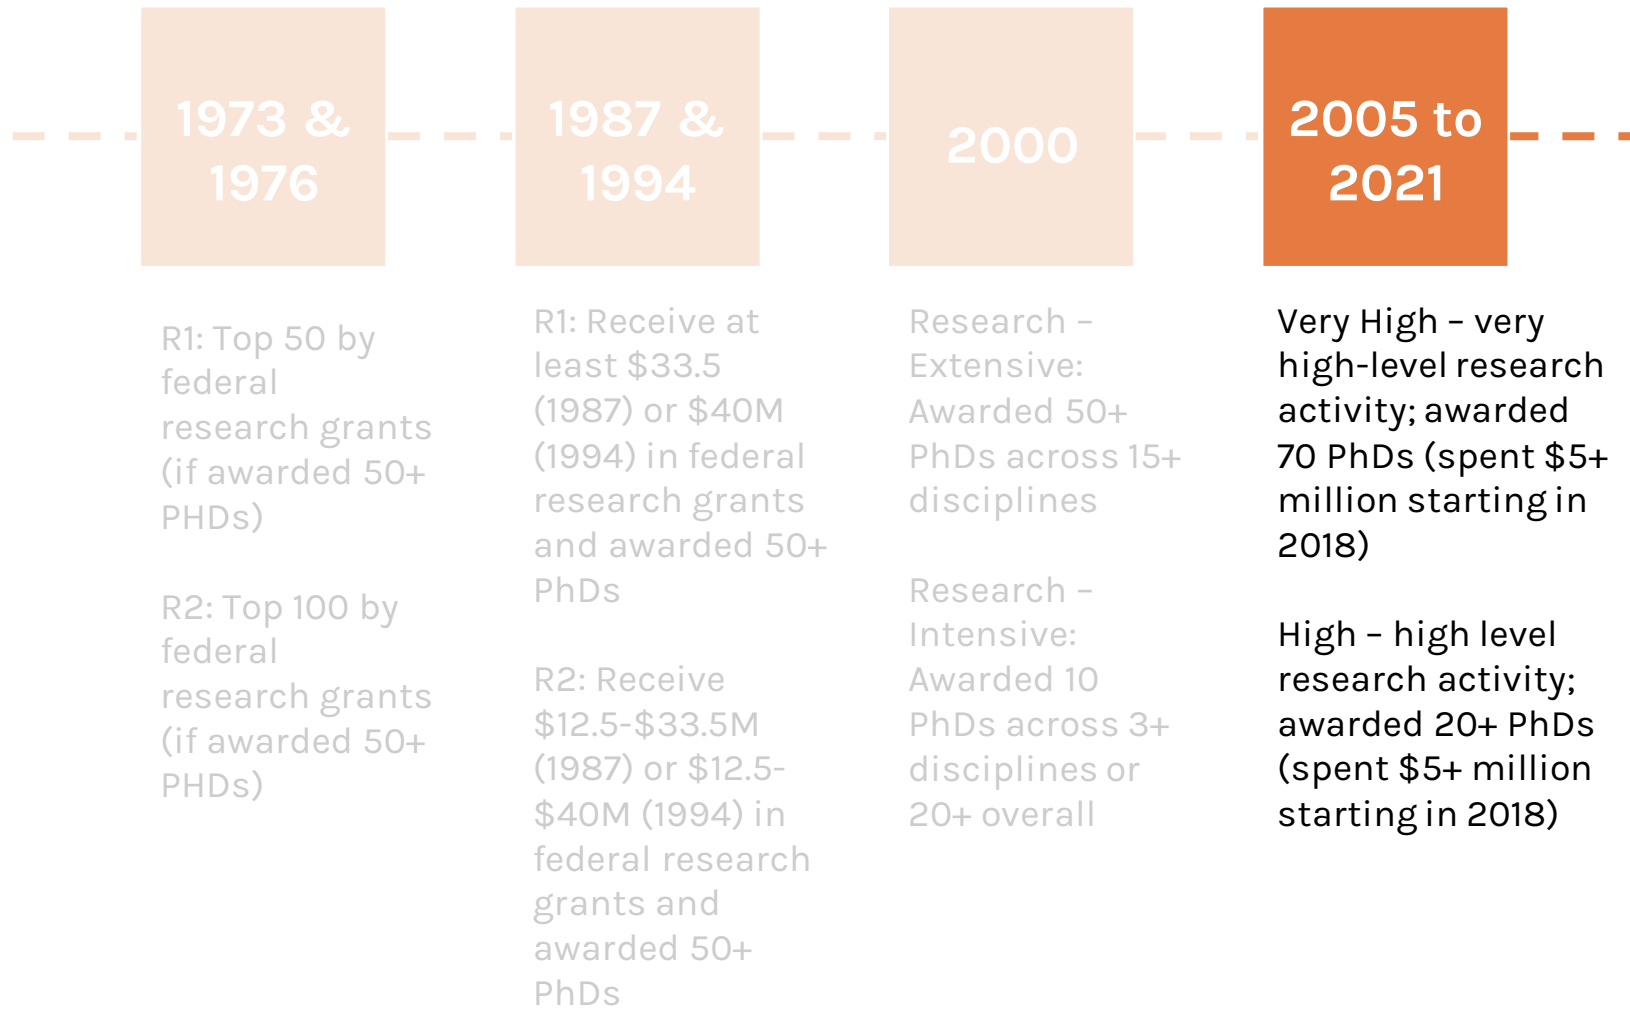 1973 &
1976
R1: Top 50 by
federal
research grants
(if awarded 50+
PHDs)
R2: Top 100 by
federal
research grants
(if awarded 50+
PHDs)
1987 &
1994
R1: Receive at
least $33.5
(1987) or $40M
(1994) in federal
research grants
and awarded 50+
PhDs
R2: Receive
$12.5-$33.5M
(1987) or $12.5-
$40M (1994) in
federal research
grants and
awarded 50+
PhDs
2000
Research –
Extensive:
Awarded 50+
PhDs across 15+
disciplines
Research –
Intensive:
Awarded 10
PhDs across 3+
disciplines or
20+ overall
2005 to
2021
Very High – very
high-level research
activity; awarded
70 PhDs (spent $5+
million starting in
2018)
High – high level
research activity;
awarded 20+ PhDs
(spent $5+ million
starting in 2018)